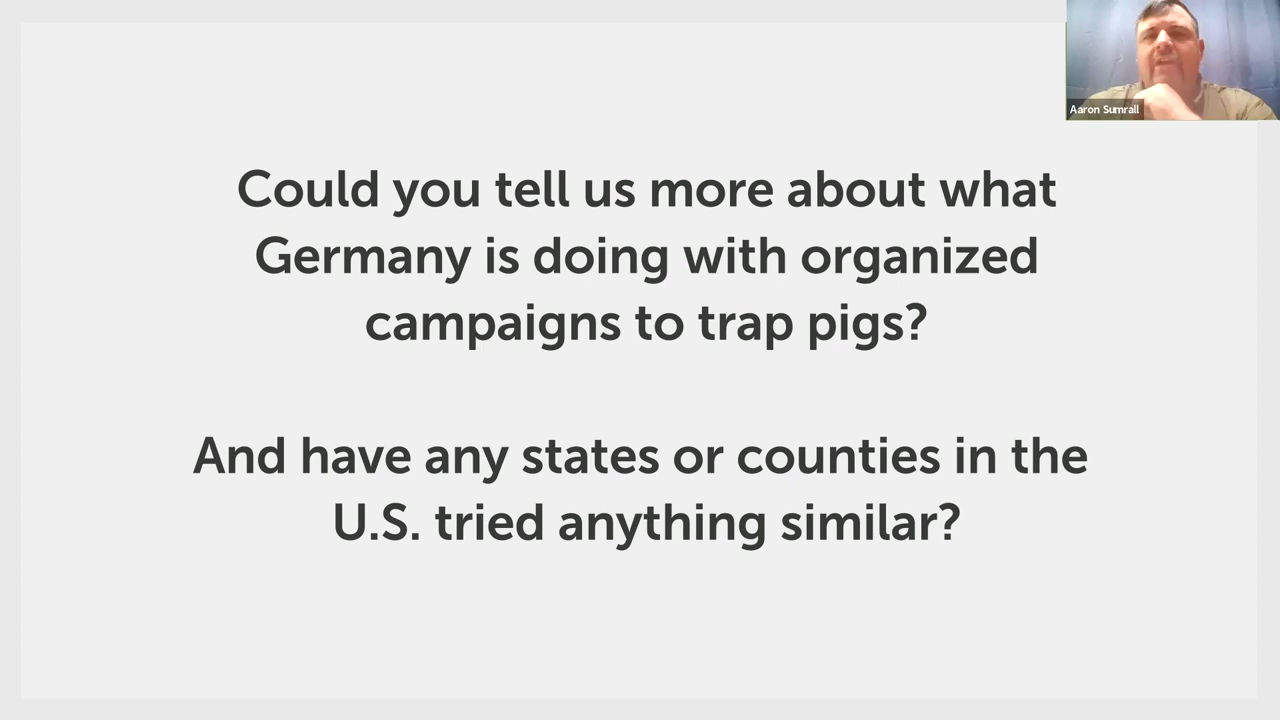 Aaron Sumrall
Could you tell us more about what
Germany is doing with organized
campaigns to trap pigs?
And have any states or counties in the
U.S. tried anything similar?